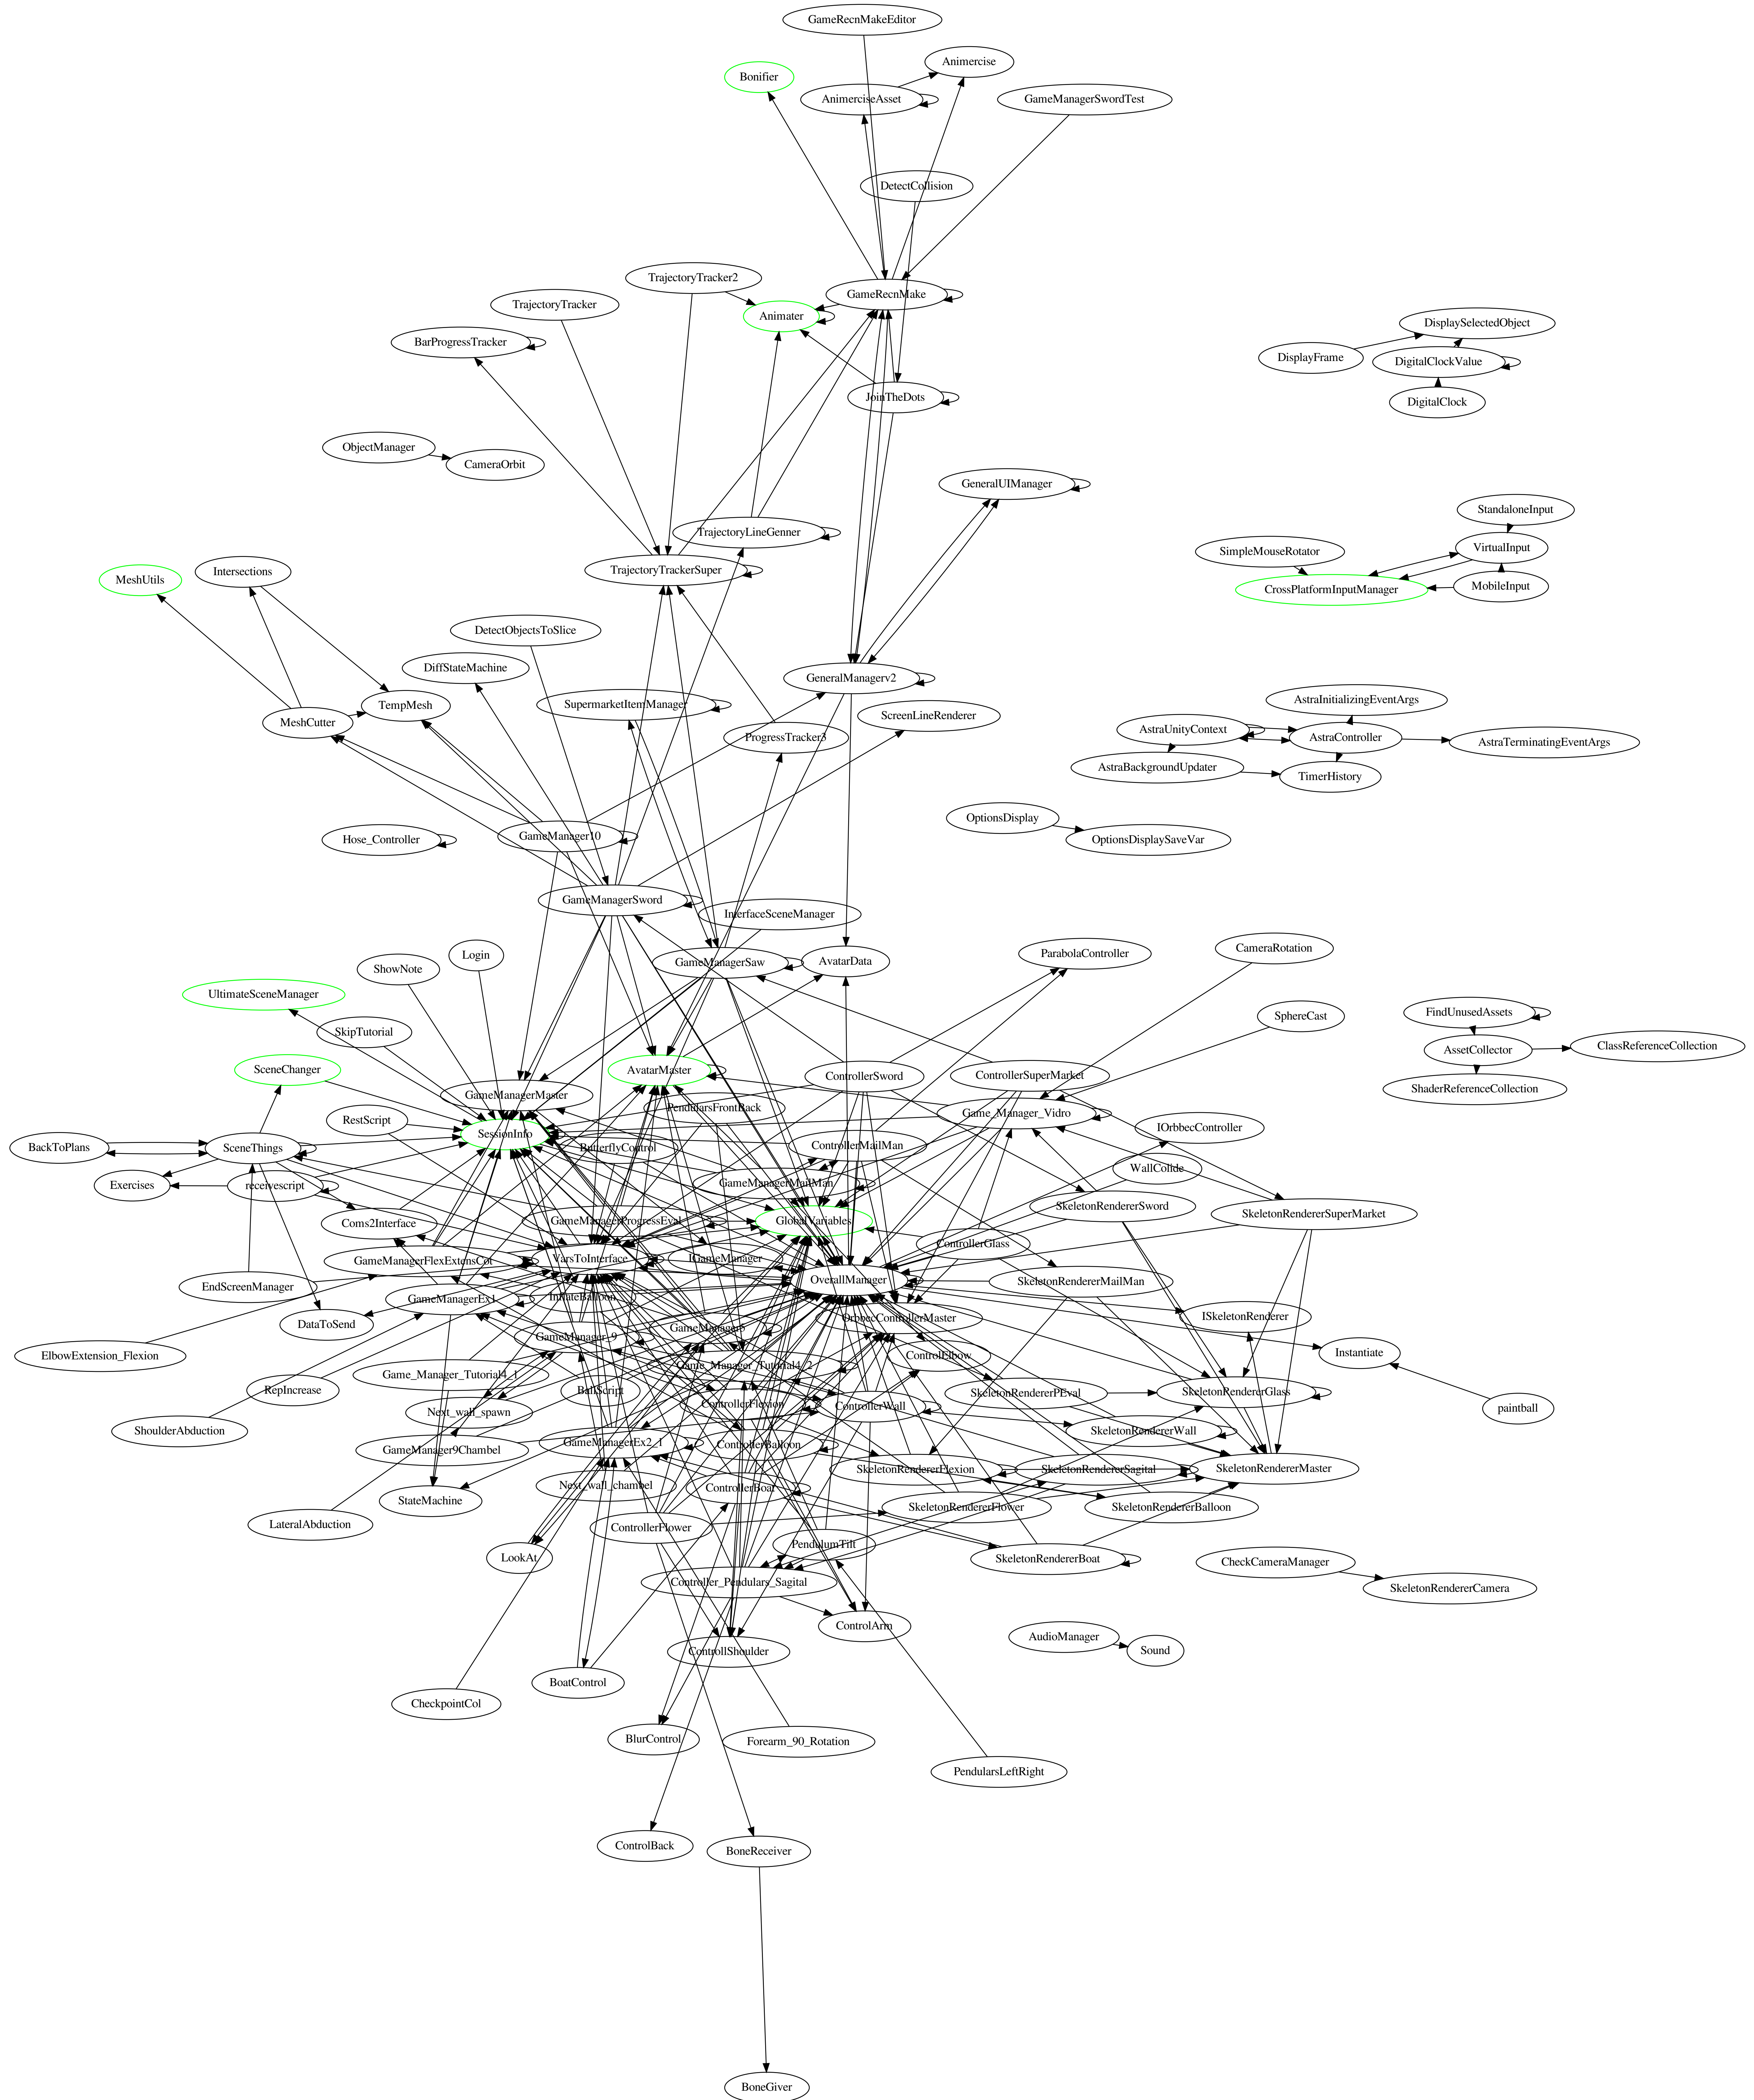 GameRecnMakeEditor
Animercise
Bonifier
AnimerciseAsset
GameManagerSwordTest
DetectCollision
TrajectoryTracker2
GameRecnMake
TrajectoryTracker
Animater
DisplaySelectedObject
BarProgressTracker
DisplayFrame
DigitalClockValue
JoinTheDots
DigitalClock
ObjectManager
CameraOrbit
GeneralUIManager
StandaloneInput
TrajectoryLineGenner
SimpleMouseRotator
VirtualInput
Intersections
TrajectoryTrackerSuper
MeshUtils
CrossPlatformInputManager
MobileInput
DetectObjectsToSlice
DiffStateMachine
GeneralManagerv2
AstraInitializingEventArgs
TempMesh
SupermarketItemManager
MeshCutter
ScreenLineRenderer
ProgressTracker3
AstraUnityContext
AstraController
AstraTerminatingEventArgs
AstraBackgroundUpdater
TimerHistory
OptionsDisplay
Hose_Controller
GameManager10
OptionsDisplaySaveVar
GameManagerSword
InterfaceSceneManager
Login
ShowNote
GameManagerSaw
AvatarData
ParabolaController
CameraRotation
UltimateSceneManager
SkipTutorial
SphereCast
FindUnusedAssets
AssetCollector
ClassReferenceCollection
SceneChanger
AvatarMaster
ControllerSword
ControllerSuperMarket
ShaderReferenceCollection
GameManagerMaster
PendularsFrontBack
Game_Manager_Vidro
RestScript
SessionInfo
IOrbbecController
BackToPlans
SceneThings
ButterflyControl
ControllerMailMan
WallCollide
Exercises
receivescript
GameManagerMailMan
SkeletonRendererSword
SkeletonRendererSuperMarket
Coms2Interface
GameManagerProgressEval
GlobalVariables
ControllerGlass
GameManagerFlexExtensCot
VarsToInterface
IGameManager
EndScreenManager
OverallManager
SkeletonRendererMailMan
GameManagerEx1
InflateBalloon
DataToSend
OrbbecControllerMaster
ISkeletonRenderer
GameManager_9
GameManager5
ElbowExtension_Flexion
ControlElbow
Instantiate
Game_Manager_Tutorial4_1
Game_Manager_Tutorial4_2
RepIncrease
BallScript
SkeletonRendererPEval
SkeletonRendererGlass
Next_wall_spawn
ControllerFlexion
ControllerWall
paintball
ShoulderAbduction
SkeletonRendererWall
GameManager9Chambel
GameManagerEx2_1
ControllerBalloon
SkeletonRendererFlexion
SkeletonRendererSagital
SkeletonRendererMaster
Next_wall_chambel
ControllerBoat
StateMachine
SkeletonRendererFlower
SkeletonRendererBalloon
LateralAbduction
ControllerFlower
PendulumTilt
LookAt
SkeletonRendererBoat
CheckCameraManager
Controller_Pendulars_Sagital
SkeletonRendererCamera
ControlArm
AudioManager
Sound
ControllShoulder
BoatControl
CheckpointCol
BlurControl
Forearm_90_Rotation
PendularsLeftRight
ControlBack
BoneReceiver
BoneGiver